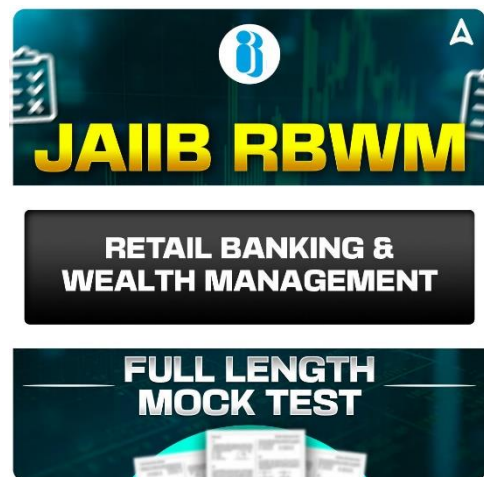 JAIIB RBWM
RETAIL BANKING &
WEALTH MANAGEMENT
FULL LENGTH
MOCK TEST